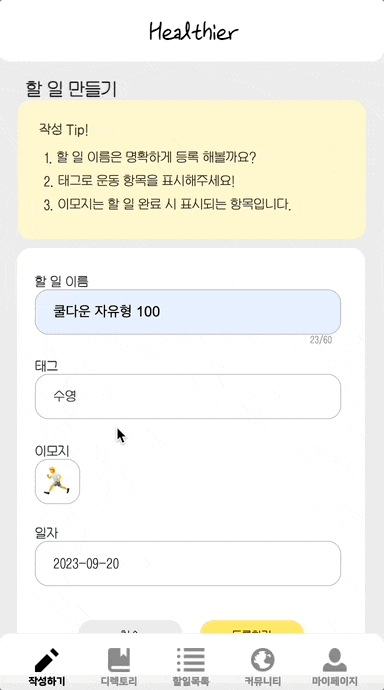 Healthier
할 일 만들기
작성 Tip!
1. 할 일 이름은 명확하게 등록 해볼까요?
2. 태그로 운동 항목을 표시해주세요!
3. 이모지는 할 일 완료 시 표시되는 항목입니다.
할 일 이름
쿨다운 자유형 100
23/60
태그
수영
이모지
일자
2023-09-20
작성하기 디렉토리 할일목록 커뮤니티 마이페이지